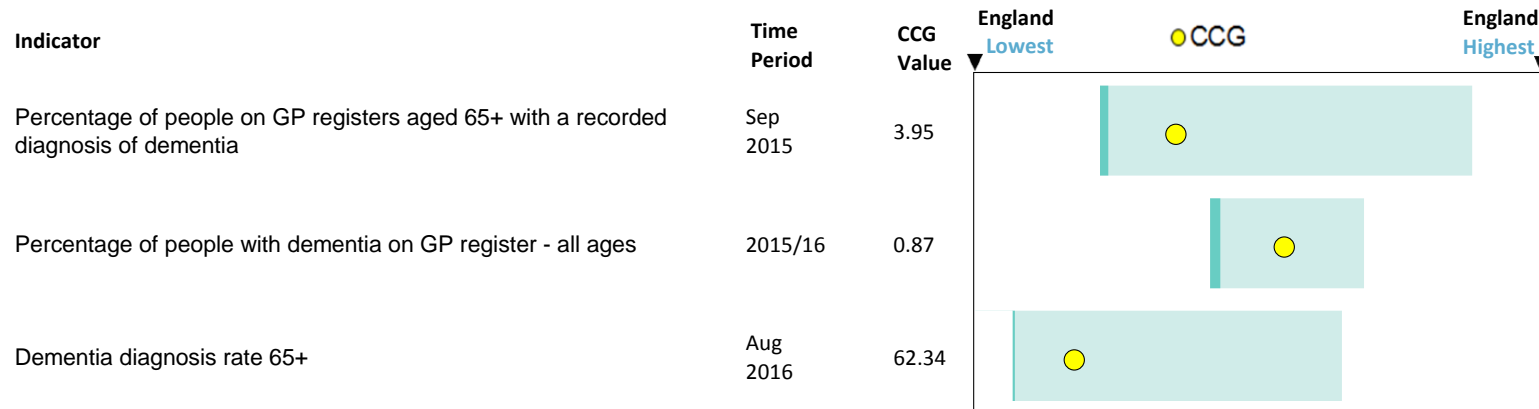 Indicator
Time
Period
CCG
Value
England
Lowest
CCG
England
Highest
Percentage of people on GP registers aged 65+ with a recorded
diagnosis of dementia
Sep
2015
3.95
Percentage of people with dementia on GP register - all ages
2015/16
0.87
Dementia diagnosis rate 65+
Aug
2016
62.34